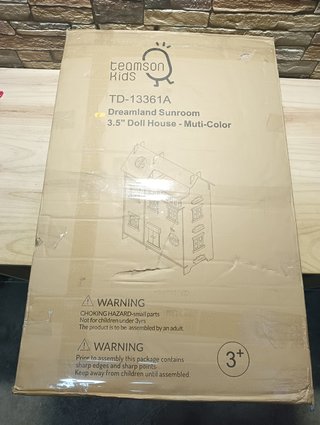 teamson
KiDS
TD-13361A
Dreamland Sunroom
3.5" Doll House - Muti-Color
WARNING
CHOKING HAZARD-small parts
Not for children under 3yrs
The product is to be assembled by an adult
WARNING
Prior to assembly this package contains
sharp edges and sharp points
Keep away from children until assembled
3+